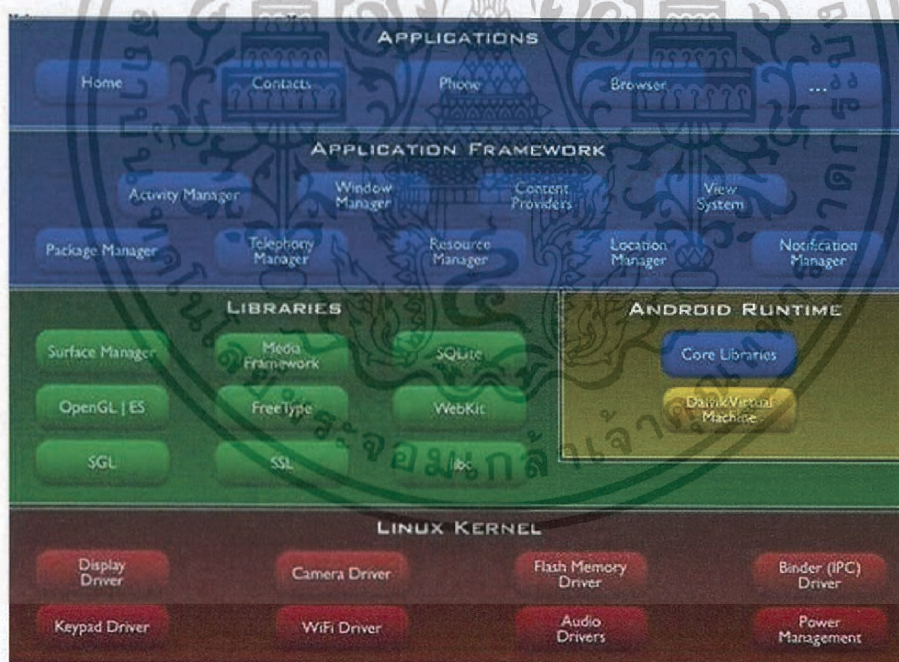 APPLICATIONS
Home
Contacts
Phone
Browser
...
APPLICATION FRAMEWORK
Activity Manager
Window
Manager
Content
Providers
View
System
Package Manager
Telephony
Manager
Resource
Manager
Location
Manager
Notification
Manager
LIBRARIES
Surface Manager
Media
Framework
SQLite
OpenGL | ES
FreeType
WebKit
SGL
SSL
libc
ANDROID RUNTIME
Core Libraries
Dalvik Virtual
Machine
LINUX KERNEL
Display
Driver
Camera Driver
Flash Memory
Driver
Binder (IPC)
Driver
Keypad Driver
WiFi Driver
Audio
Drivers
Power
Management